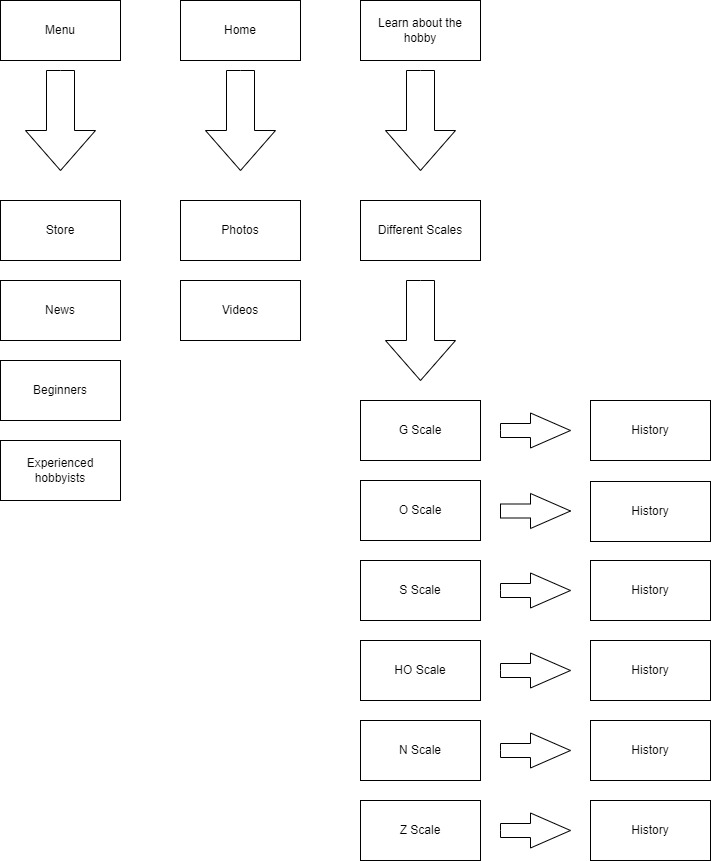 Menu
Home
Learn about the
hobby
Store
Photos
Different Scales
News
Videos
Beginners
Experienced
hobbyists
G Scale
History
O Scale
History
S Scale
History
HO Scale
History
N Scale
History
Z Scale
History